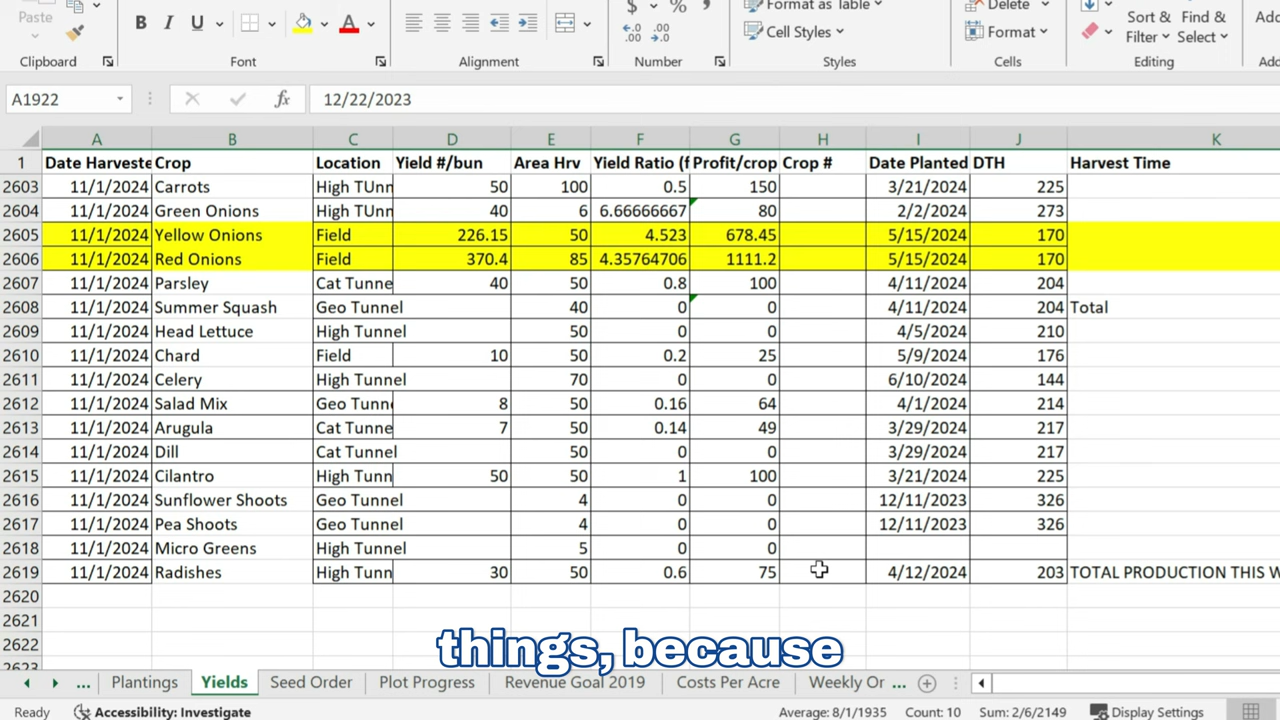 Paste
B I U A
$ % ,
Format as Table
Cell Styles
Delete
Format
Sort & Find &
Filter Select
Clipboard Font Alignment Number Styles Cells Editing
A1922 fx 12/22/2023
A B C D E F G H I J K
1 Date Harveste Crop Location Yield #/bun Area Hrv Yield Ratio (f Profit/crop Crop # Date Planted DTH Harvest Time
2603 11/1/2024 Carrots High TUnn 50 100 0.5 150 3/21/2024 225
2604 11/1/2024 Green Onions High TUnn 40 6 6.66666667 80 2/2/2024 273
2605 11/1/2024 Yellow Onions Field 226.15 50 4.523 678.45 5/15/2024 170
2606 11/1/2024 Red Onions Field 370.4 85 4.35764706 1111.2 5/15/2024 170
2607 11/1/2024 Parsley Cat Tunne 40 50 0.8 100 4/11/2024 204
2608 11/1/2024 Summer Squash Geo Tunnel 40 0 0 4/11/2024 204 Total
2609 11/1/2024 Head Lettuce High Tunnel 50 0 0 4/5/2024 210
2610 11/1/2024 Chard Field 10 50 0.2 25 5/9/2024 176
2611 11/1/2024 Celery High Tunnel 70 0 0 6/10/2024 144
2612 11/1/2024 Salad Mix Geo Tunne 8 50 0.16 64 4/1/2024 214
2613 11/1/2024 Arugula Cat Tunne 7 50 0.14 49 3/29/2024 217
2614 11/1/2024 Dill Cat Tunnel 50 0 0 3/29/2024 217
2615 11/1/2024 Cilantro High Tunn 50 50 1 100 3/21/2024 225
2616 11/1/2024 Sunflower Shoots Geo Tunnel 4 0 0 12/11/2023 326
2617 11/1/2024 Pea Shoots Geo Tunnel 4 0 0 12/11/2023 326
2618 11/1/2024 Micro Greens High Tunnel 5 0 0
2619 11/1/2024 Radishes High Tunn 30 50 0.6 75 4/12/2024 203 TOTAL PRODUCTION THIS W
2620
2621
2622
things, because
... Plantings Yields Seed Order Plot Progress Revenue Goal 2019 Costs Per Acre Weekly Or ...
Ready Accessibility: Investigate Average: 8/1/1935 Count: 10 Sum: 2/6/2149 Display Settings